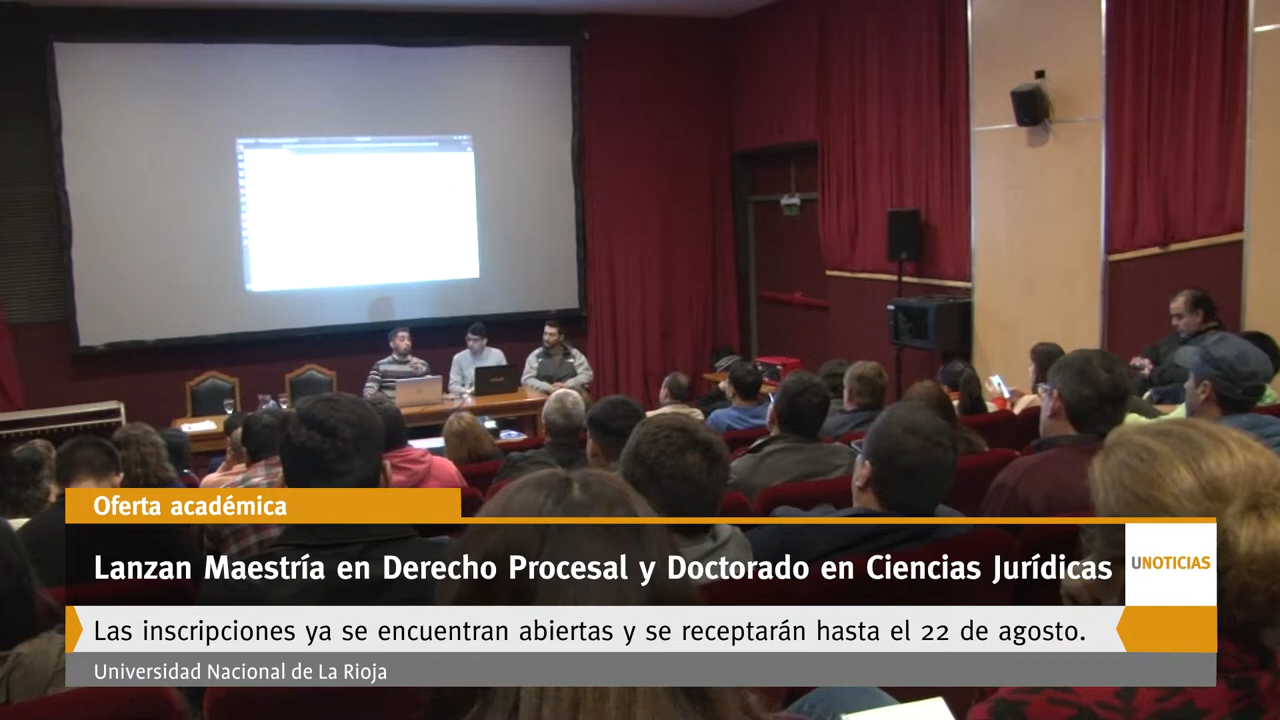 Oferta académica
Lanzan Maestría en Derecho Procesal y Doctorado en Ciencias Jurídicas
UNOTICIAS
Las inscripciones ya se encuentran abiertas y se receptarán hasta el 22 de agosto.
Universidad Nacional de La Rioja